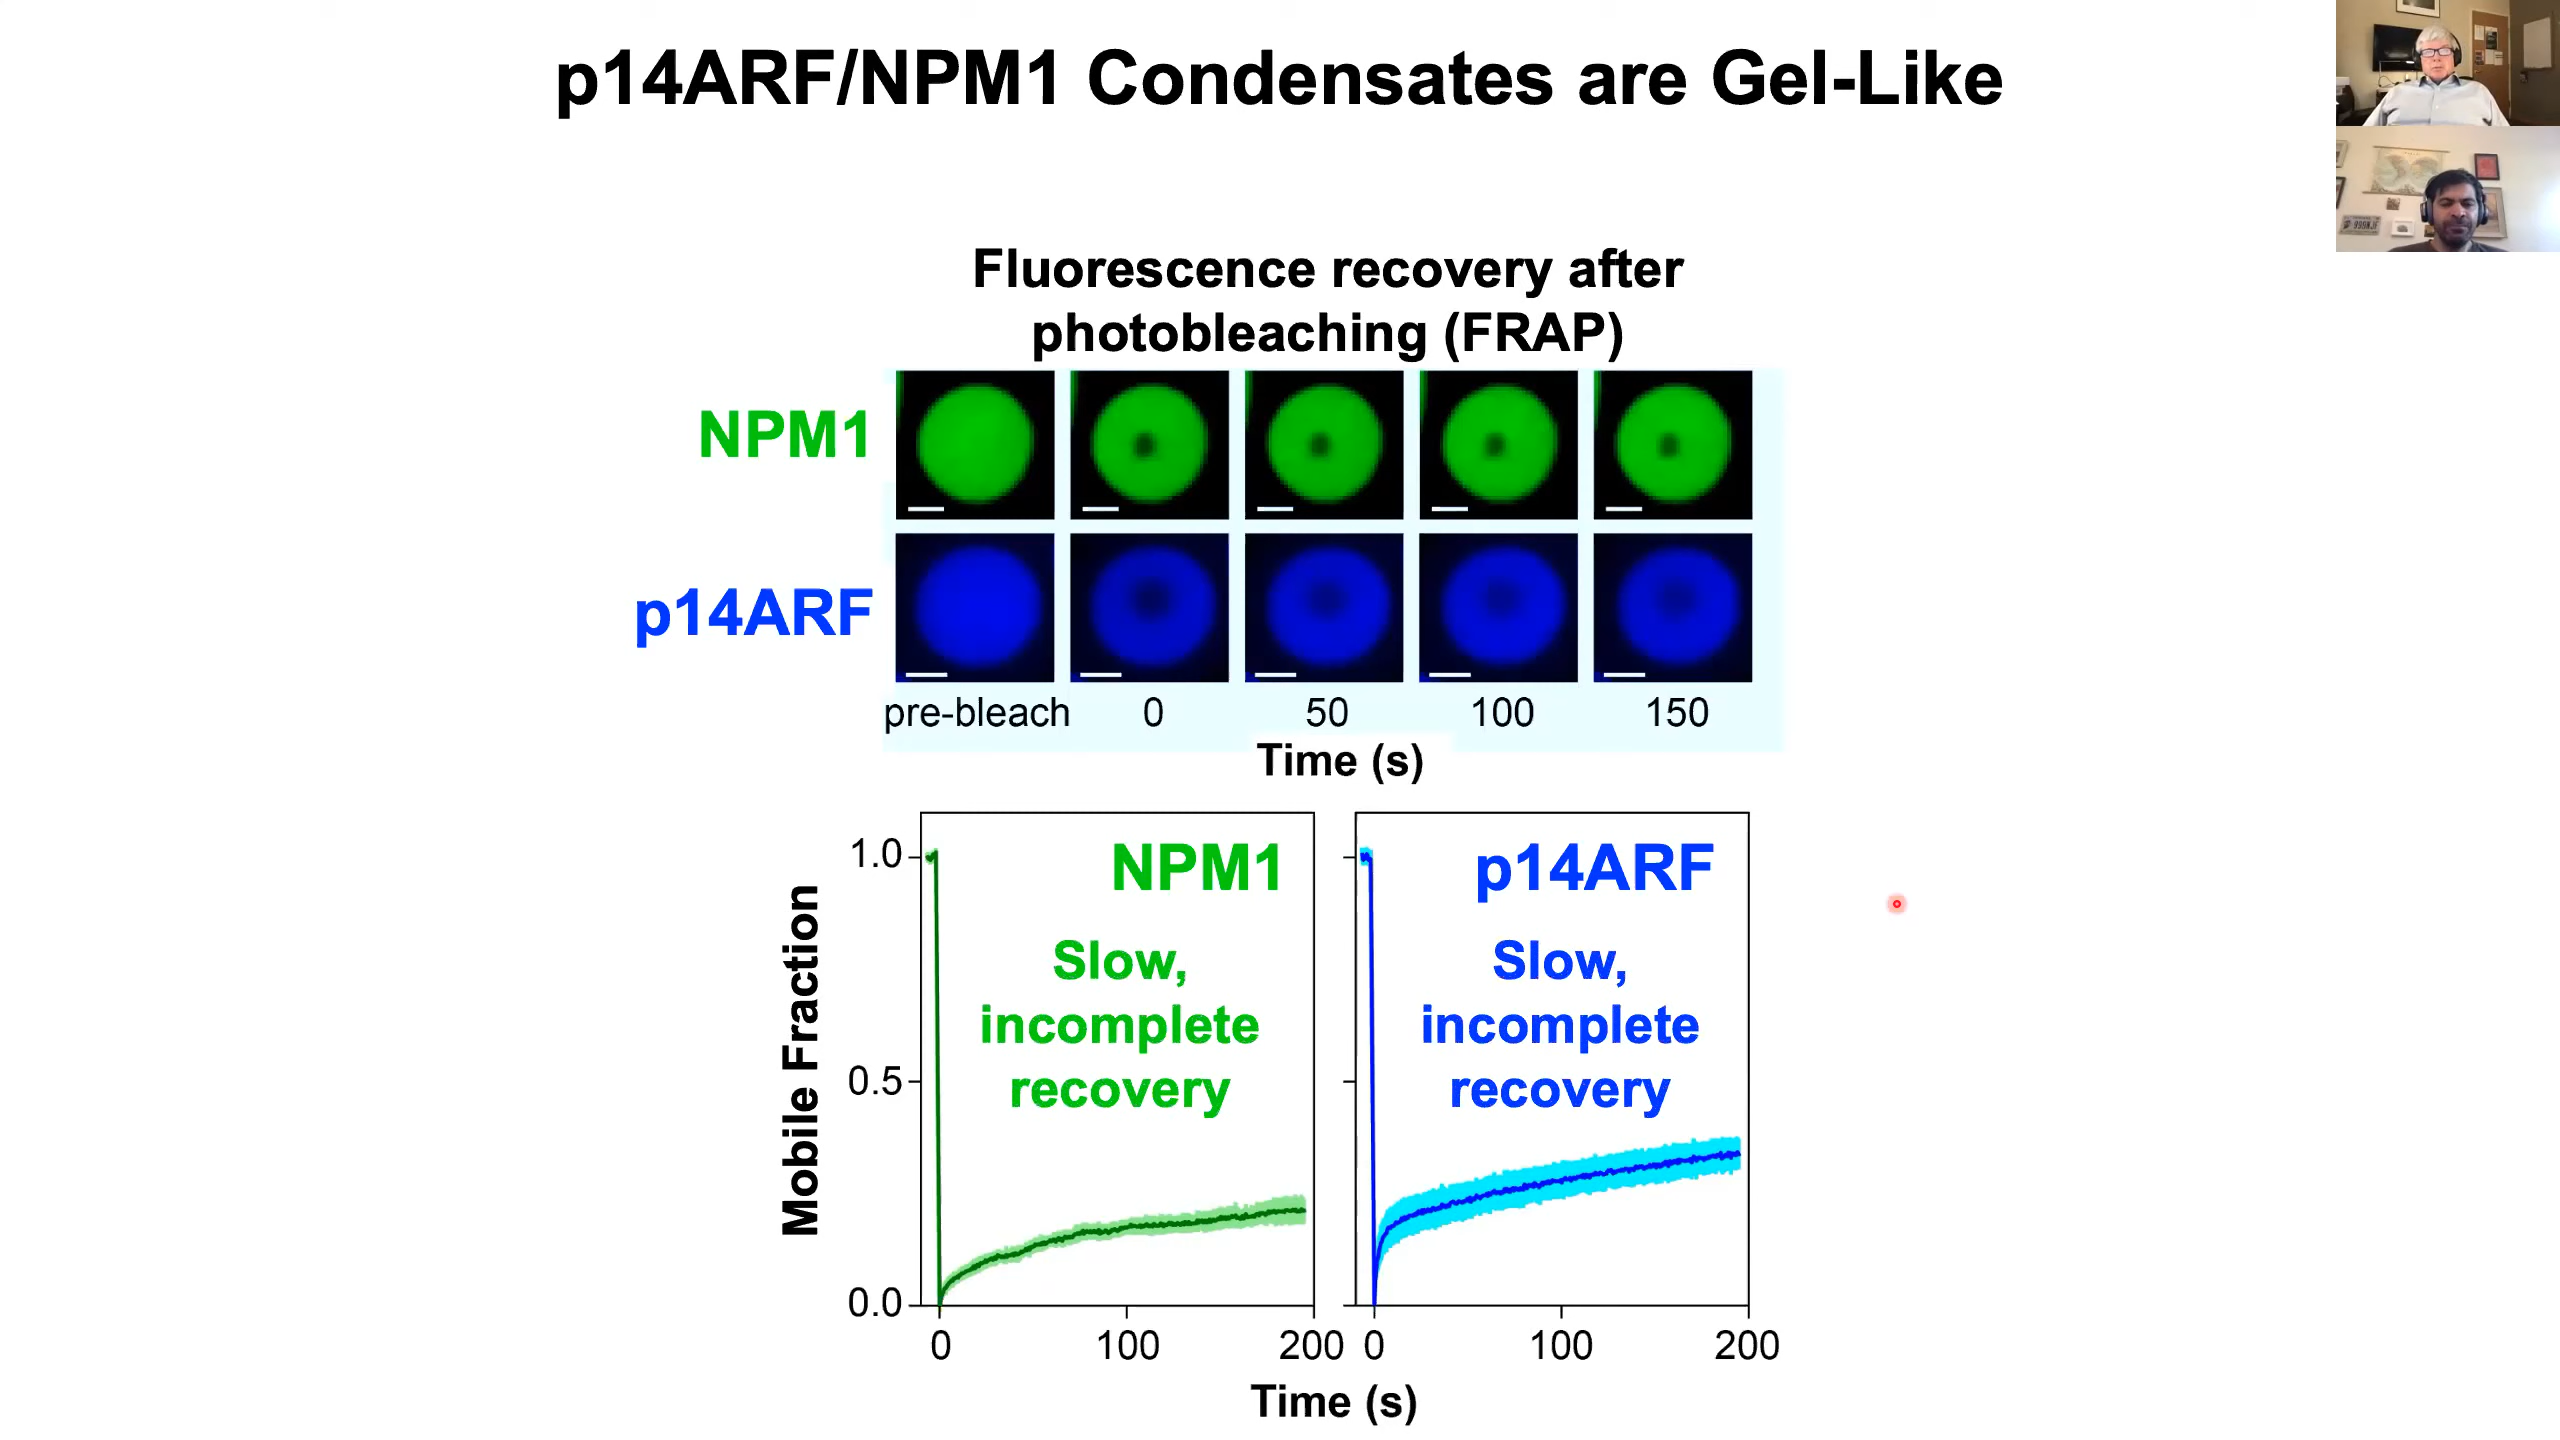 p14ARF/NPM1 Condensates are Gel-Like
Fluorescence recovery after
photobleaching (FRAP)
NPM1
p14ARF
pre-bleach 0 50 100 150
Time (s)
Mobile Fraction
1.0
0.5
0.0
NPM1
Slow,
incomplete
recovery
0 100 200
p14ARF
Slow,
incomplete
recovery
0 100 200
Time (s)